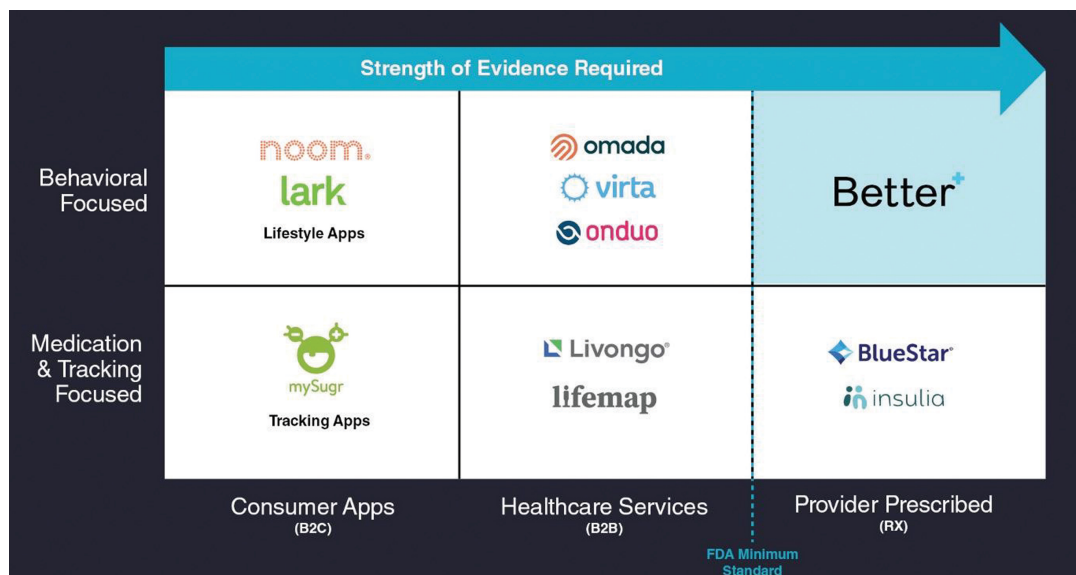 Strength of Evidence Required
Behavioral
Focused
noom®
lark
Lifestyle Apps
omada
virta
onduo
Better+
Medication
& Tracking
Focused
mySugr
Tracking Apps
Livongo®
lifemap
BlueStar®
insulia
Consumer Apps
(B2C)
Healthcare Services
(B2B)
Provider Prescribed
(RX)
FDA Minimum
Standard